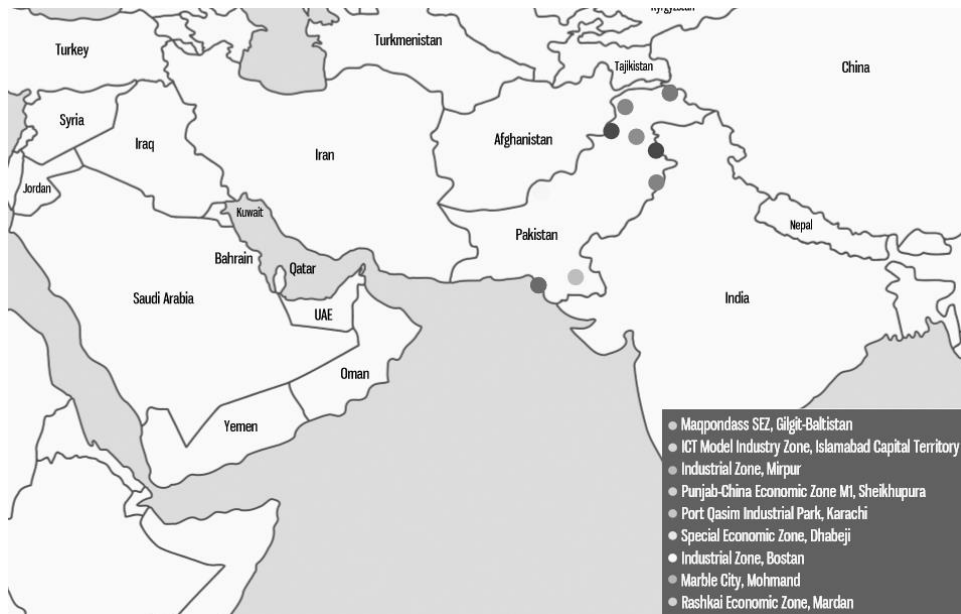 Kyrgyzstan
Turkey
Turkmenistan
Tajikistan
China
Syria
Iraq
Iran
Afghanistan
Jordan
Kuwait
Nepal
Pakistan
Bahrain
Qatar
Saudi Arabia
India
UAE
Oman
Yemen
Maqpondass SEZ, Gilgit-Baltistan
ICT Model Industry Zone, Islamabad Capital Territory
Industrial Zone, Mirpur
Punjab-China Economic Zone M1, Sheikhupura
Port Qasim Industrial Park, Karachi
Special Economic Zone, Dhabeji
Industrial Zone, Bostan
Marble City, Mohmand
Rashkai Economic Zone, Mardan